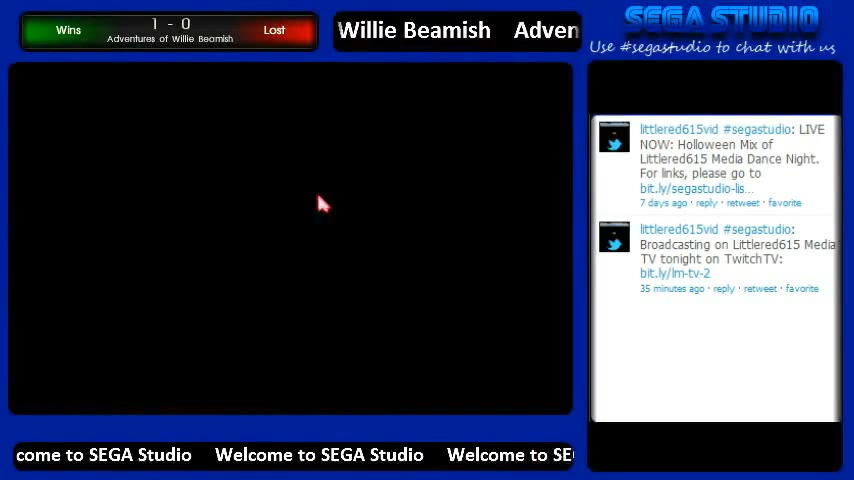 Wins
1 - 0
Adventures of Willie Beamish
Lost
Willie Beamish Adven
SEGA STUDIO
Use #segastudio to chat with us
littlered615vid #segastudio: LIVE
NOW: Holloween Mix of
Littlered615 Media Dance Night.
For links, please go to
bit.ly/segastudio-lis...
7 days ago · reply · retweet · favorite
littlered615vid #segastudio:
Broadcasting on Littlered615 Media
TV tonight on TwitchTV:
bit.ly/lm-tv-2
35 minutes ago · reply · retweet · favorite
come to SEGA Studio Welcome to SEGA Studio Welcome to SE